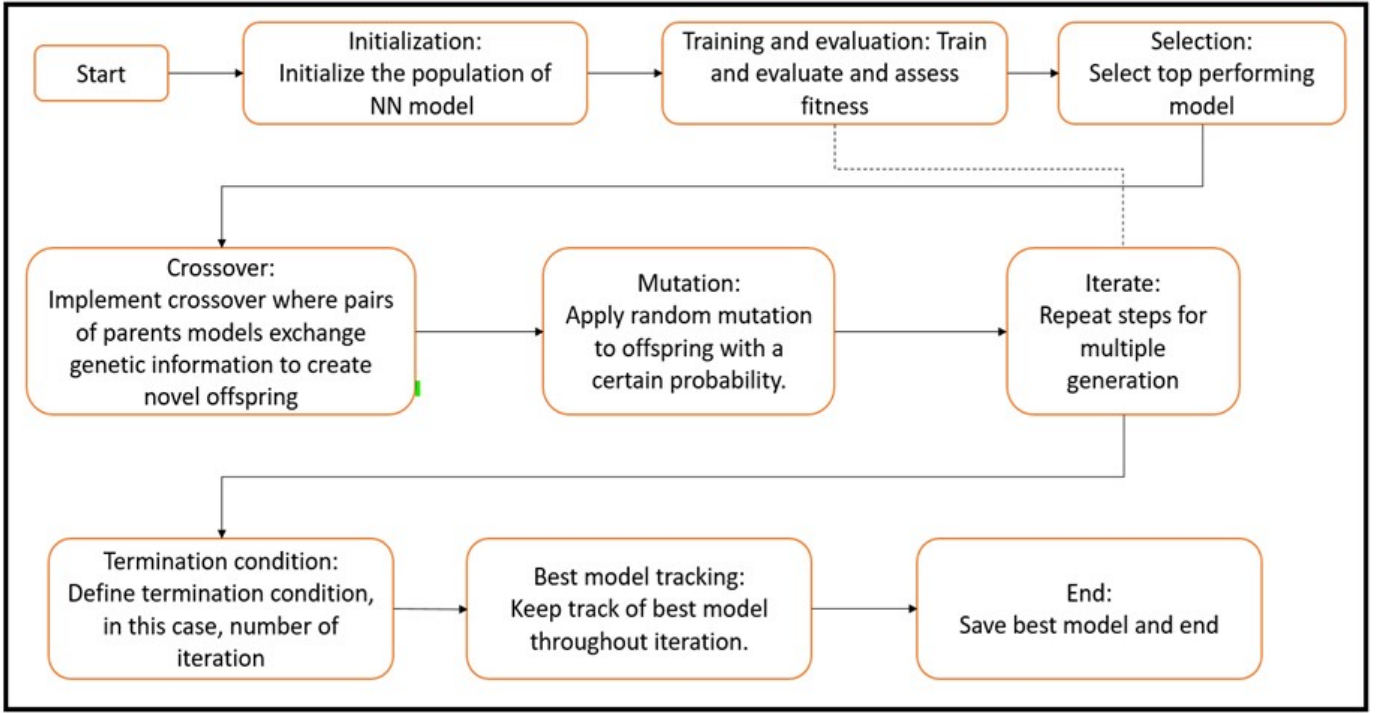 Start
Initialization:
Initialize the population of
NN model
Training and evaluation: Train
and evaluate and assess
fitness
Selection:
Select top performing
model
Crossover:
Implement crossover where pairs
of parents models exchange
genetic information to create
novel offspring
Mutation:
Apply random mutation
to offspring with a
certain probability.
Iterate:
Repeat steps for
multiple
generation
Termination condition:
Define termination condition,
in this case, number of
iteration
Best model tracking:
Keep track of best model
throughout iteration.
End:
Save best model and end